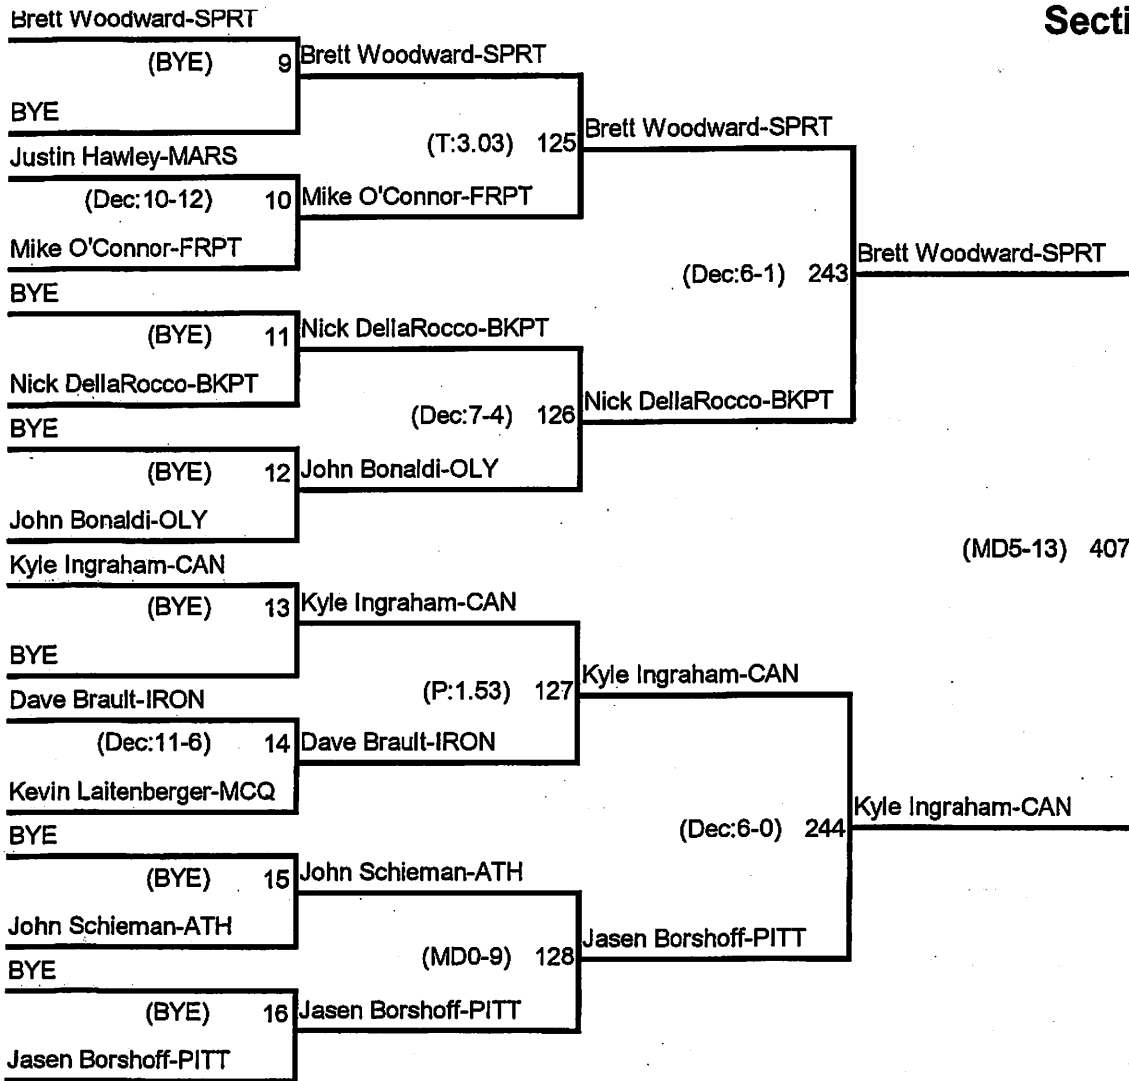 Brett Woodward-SPRT
Secti
(BYE) 9 Brett Woodward-SPRT
BYE
(T:3.03) 125 Brett Woodward-SPRT
Justin Hawley-MARS
(Dec:10-12) 10 Mike O'Connor-FRPT
Mike O'Connor-FRPT
(Dec:6-1) 243 Brett Woodward-SPRT
BYE
(BYE) 11 Nick DellaRocco-BKPT
Nick DellaRocco-BKPT
(Dec:7-4) 126 Nick DellaRocco-BKPT
BYE
(BYE) 12 John Bonaldi-OLY
John Bonaldi-OLY
(MD5-13) 407
Kyle Ingraham-CAN
(BYE) 13 Kyle Ingraham-CAN
BYE
(P:1.53) 127 Kyle Ingraham-CAN
Dave Brault-IRON
(Dec:11-6) 14 Dave Brault-IRON
Kevin Laitenberger-MCQ
(Dec:6-0) 244 Kyle Ingraham-CAN
BYE
(BYE) 15 John Schieman-ATH
John Schieman-ATH
(MD0-9) 128 Jasen Borshoff-PITT
BYE
(BYE) 16 Jasen Borshoff-PITT
Jasen Borshoff-PITT